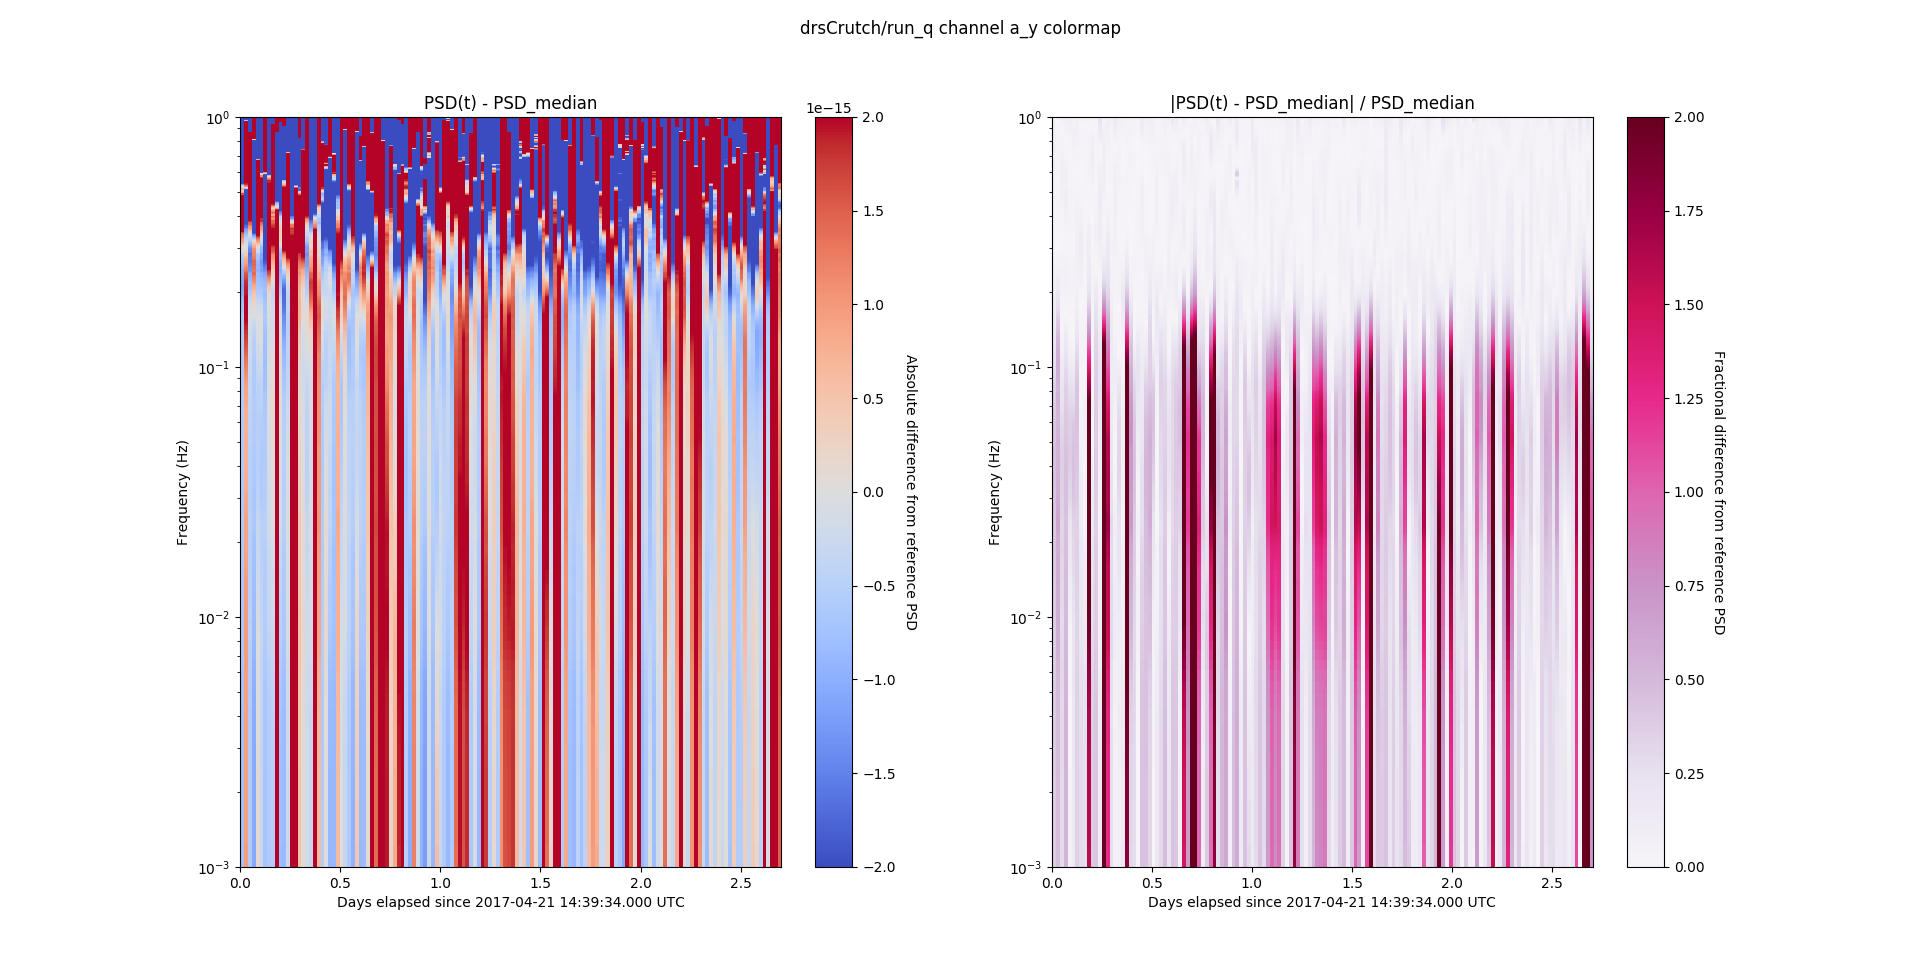 drsCrutch/run_q channel a_y colormap
PSD(t) - PSD_median
1e−15
10^0
10^-1
10^-2
10^-3
Frequency (Hz)
0.0 0.5 1.0 1.5 2.0 2.5
Days elapsed since 2017-04-21 14:39:34.000 UTC
2.0
1.5
1.0
0.5
0.0
−0.5
−1.0
−1.5
−2.0
Absolute difference from reference PSD
|PSD(t) - PSD_median| / PSD_median
10^0
10^-1
10^-2
10^-3
Frequency (Hz)
0.0 0.5 1.0 1.5 2.0 2.5
Days elapsed since 2017-04-21 14:39:34.000 UTC
2.00
1.75
1.50
1.25
1.00
0.75
0.50
0.25
0.00
Fractional difference from reference PSD